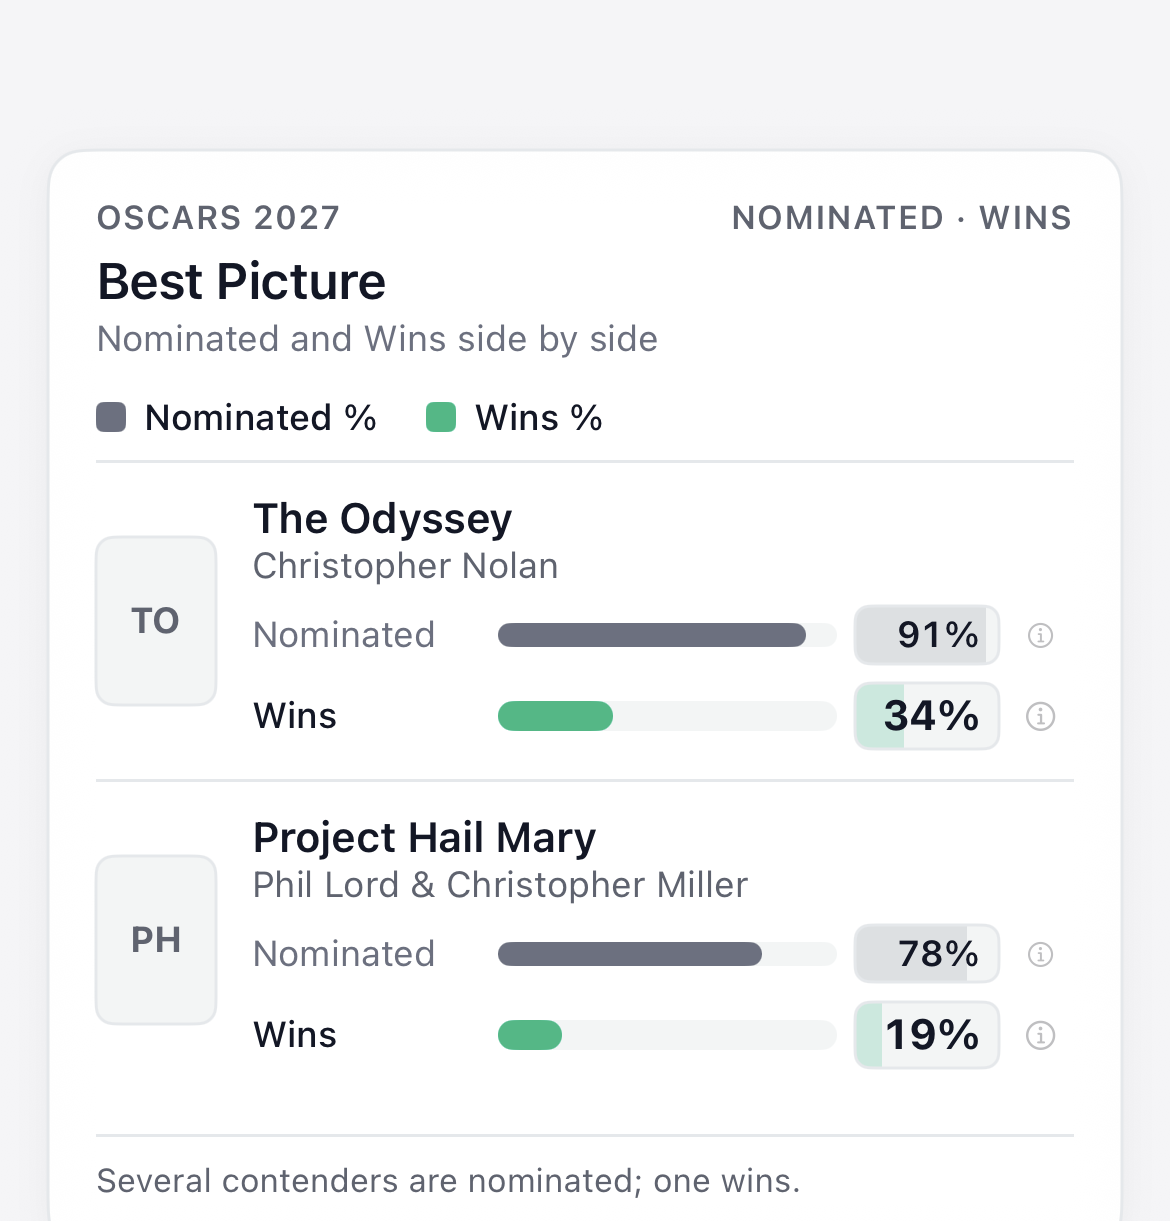 OSCARS 2027
NOMINATED · WINS
Best Picture
Nominated and Wins side by side
Nominated % Wins %
TO
The Odyssey
Christopher Nolan
Nominated 91%
Wins 34%
PH
Project Hail Mary
Phil Lord & Christopher Miller
Nominated 78%
Wins 19%
Several contenders are nominated; one wins.